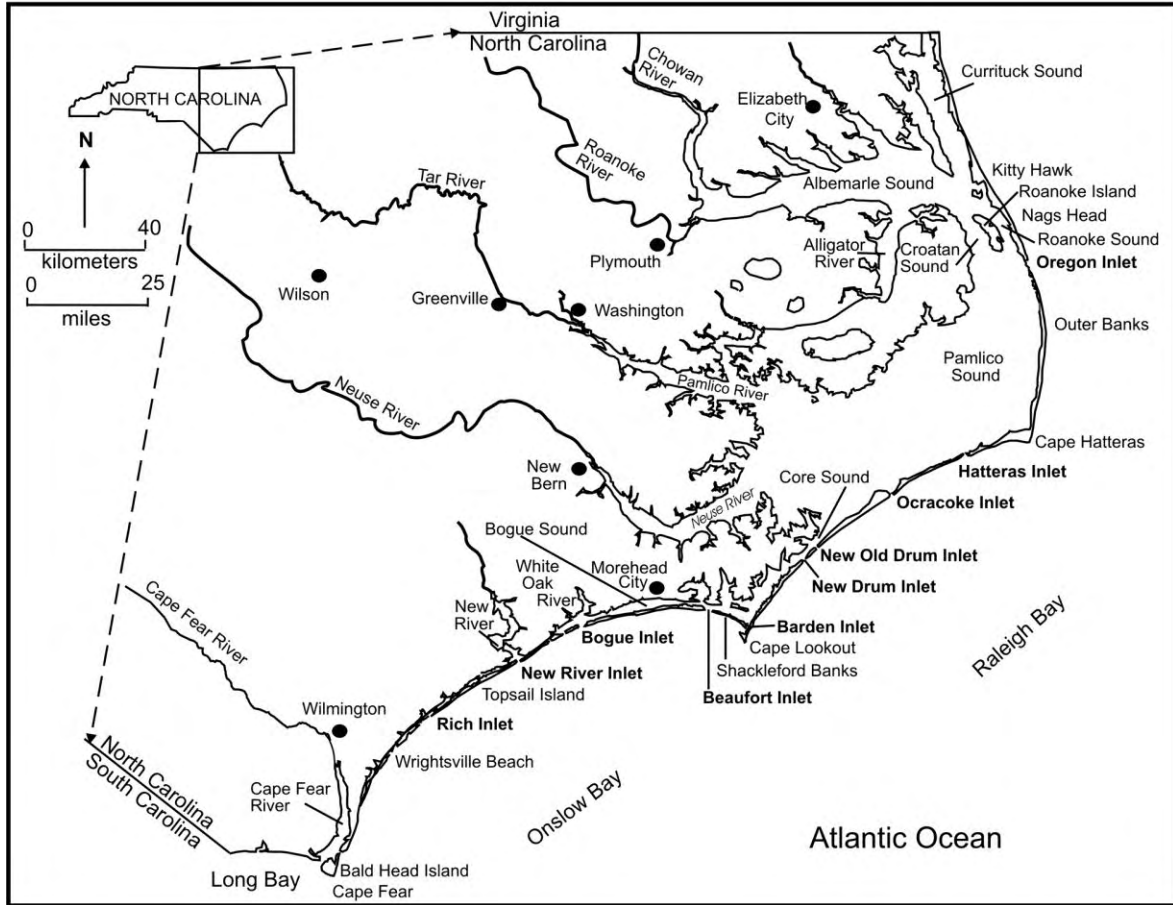 Virginia
North Carolina
Chowan
River
Elizabeth
City
Currituck Sound
NORTH CAROLINA
N
Roanoke
River
Tar River
Albemarle Sound
Kitty Hawk
Roanoke Island
Nags Head
Roanoke Sound
Oregon Inlet
0 40
kilometers
0 25
miles
Wilson
Greenville
Plymouth
Washington
Alligator
River
Croatan
Sound
Outer Banks
Pamlico
Sound
Pamlico River
Neuse River
Cape Hatteras
Hatteras Inlet
Ocracoke Inlet
New
Bern
Neuse River
Core Sound
Bogue Sound
New Old Drum Inlet
New Drum Inlet
Morehead
City
White
Oak
River
New
River
Barden Inlet
Cape Lookout
Shackleford Banks
Beaufort Inlet
Bogue Inlet
New River Inlet
Topsail Island
Rich Inlet
Raleigh Bay
Cape Fear River
Wilmington
Wrightsville Beach
Cape Fear
River
North Carolina
South Carolina
Onslow Bay
Atlantic Ocean
Long Bay
Bald Head Island
Cape Fear